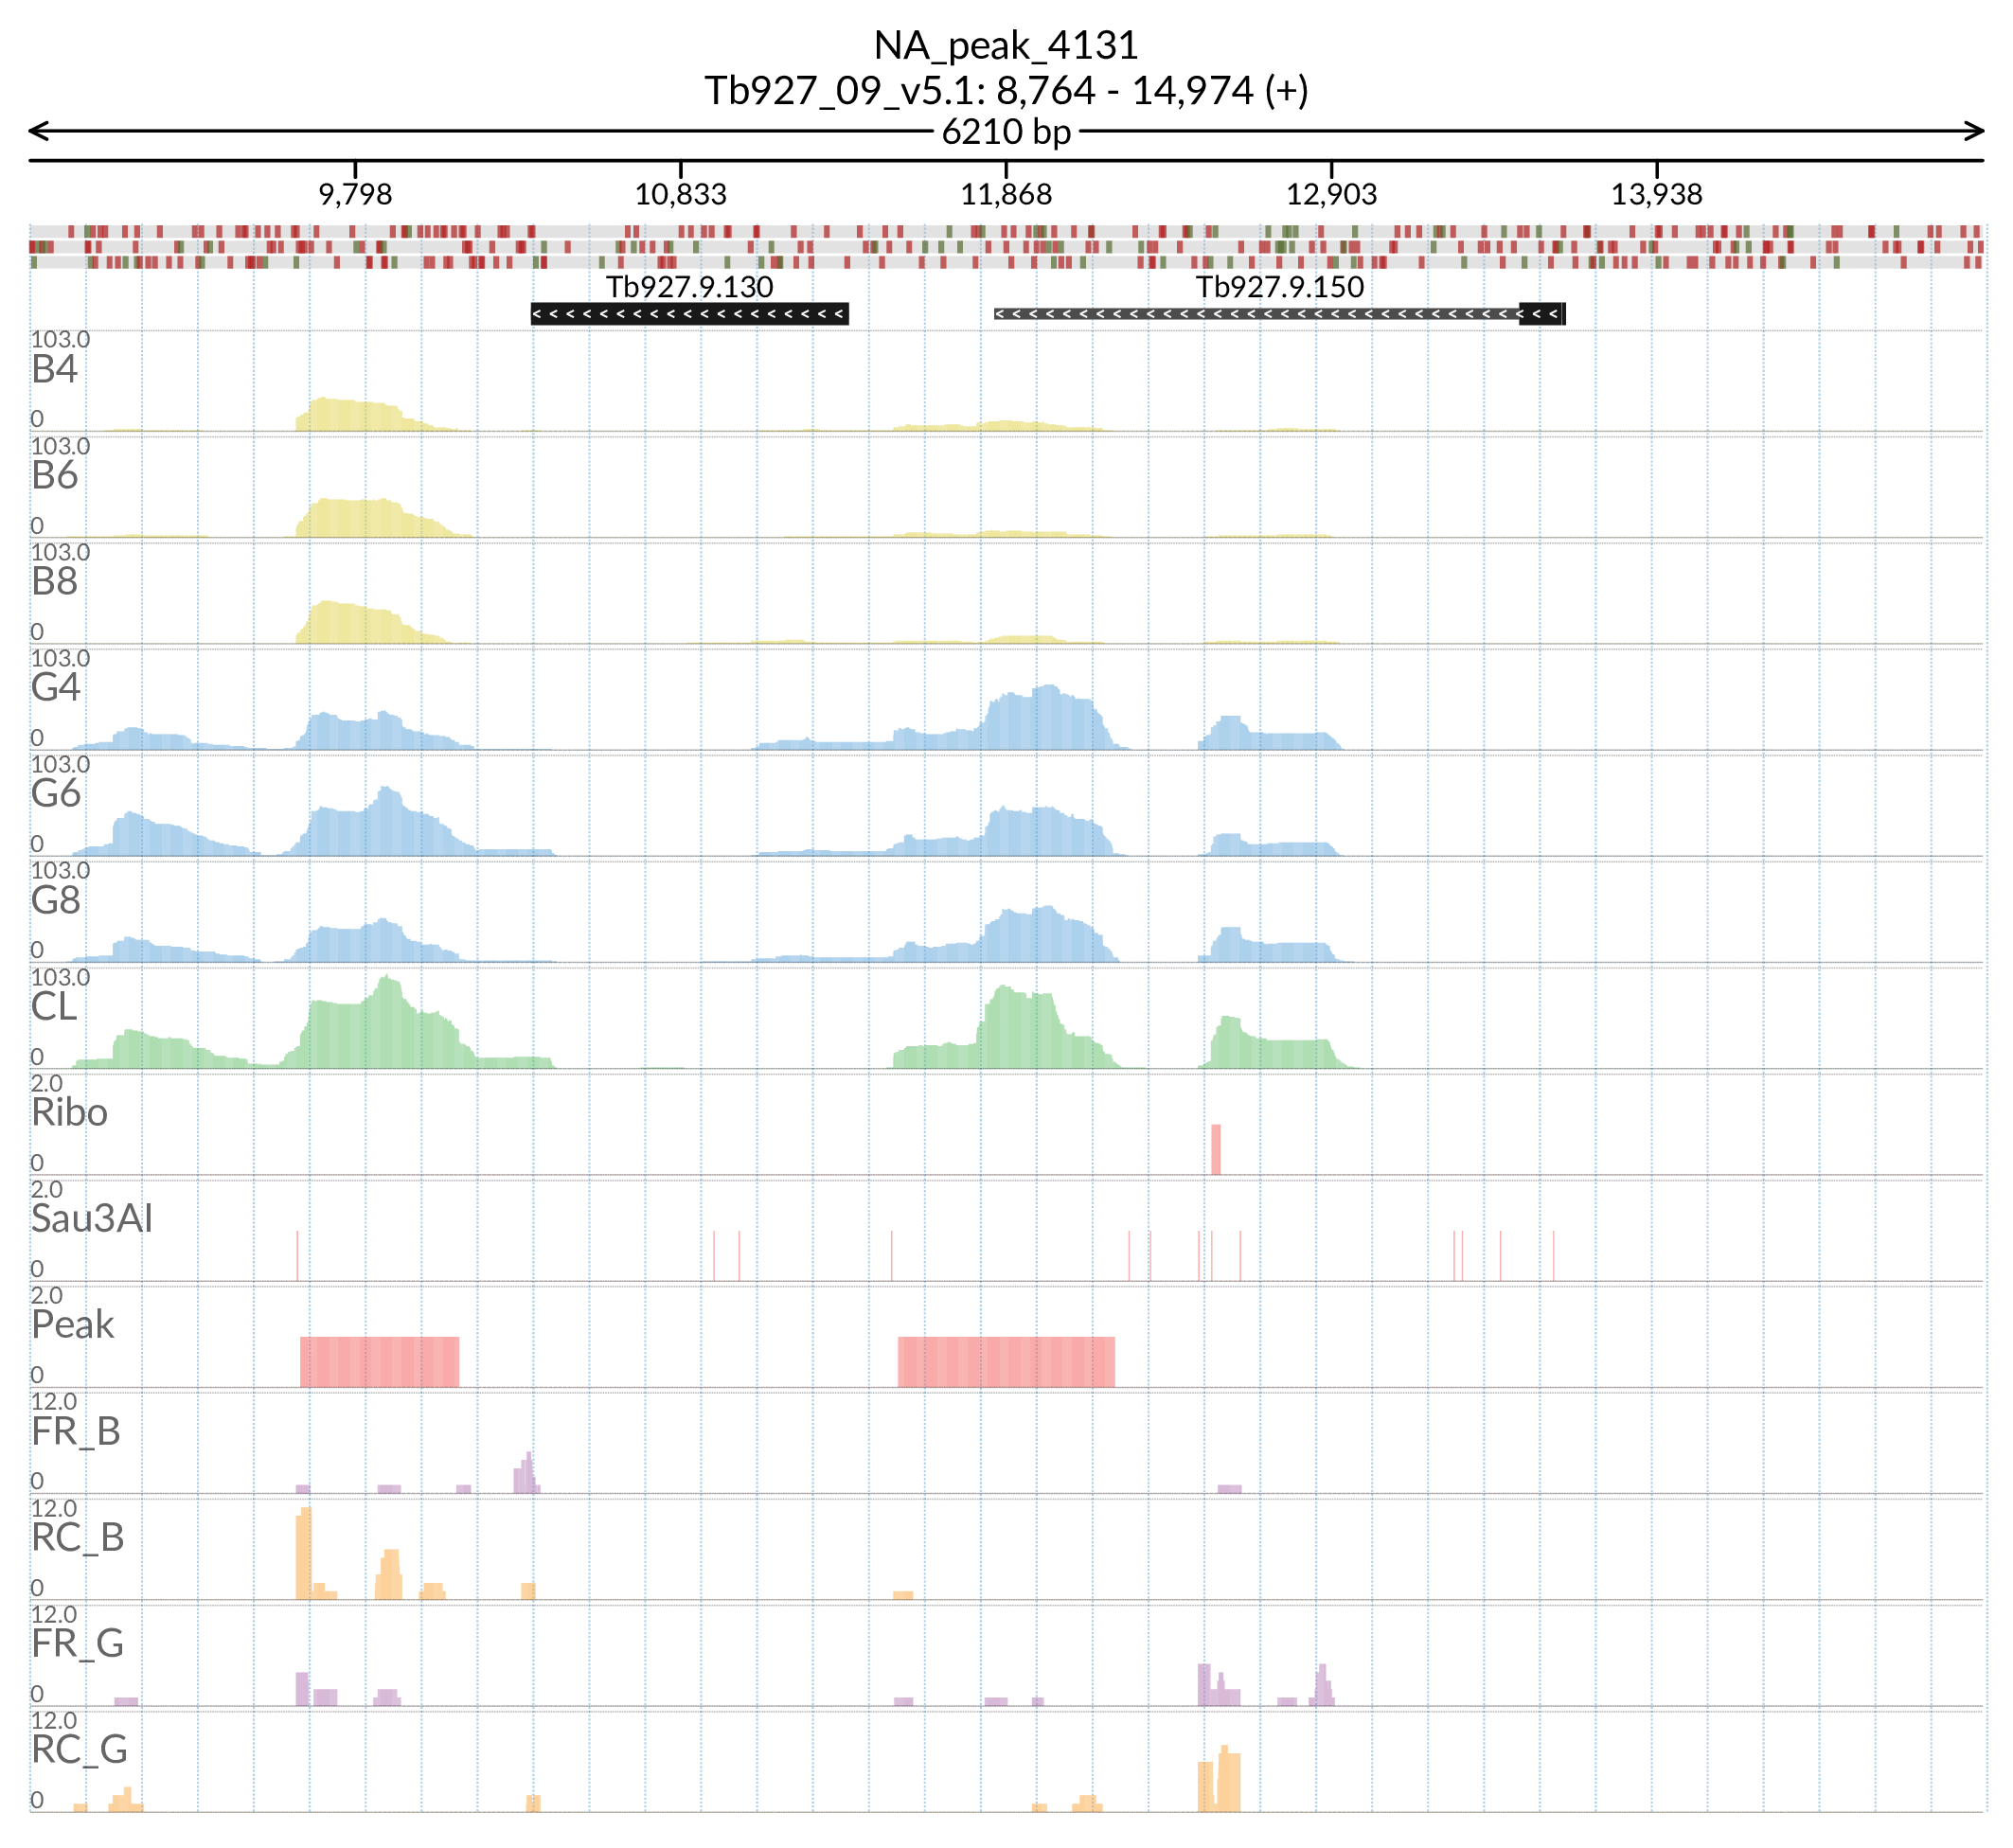 NA_peak_4131
Tb927_09_v5.1: 8,764 - 14,974 (+)
6210 bp
9,798 10,833 11,868 12,903 13,938
Tb927.9.130 Tb927.9.150
103.0
B4
0
103.0
B6
0
103.0
B8
0
103.0
G4
0
103.0
G6
0
103.0
G8
0
103.0
CL
0
2.0
Ribo
0
2.0
Sau3AI
0
2.0
Peak
0
12.0
FR_B
0
12.0
RC_B
0
12.0
FR_G
0
12.0
RC_G
0